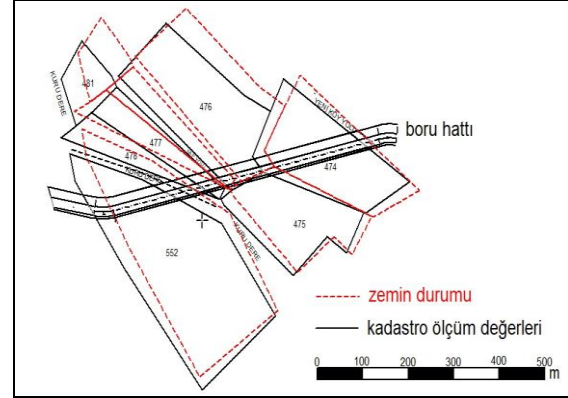 KURU DERE
481
476
YENİ KÖY YOLU
boru hattı
477
478
474
475
KURU DERE
552
zemin durumu
kadastro ölçüm değerleri
0 100 200 300 400 500
m